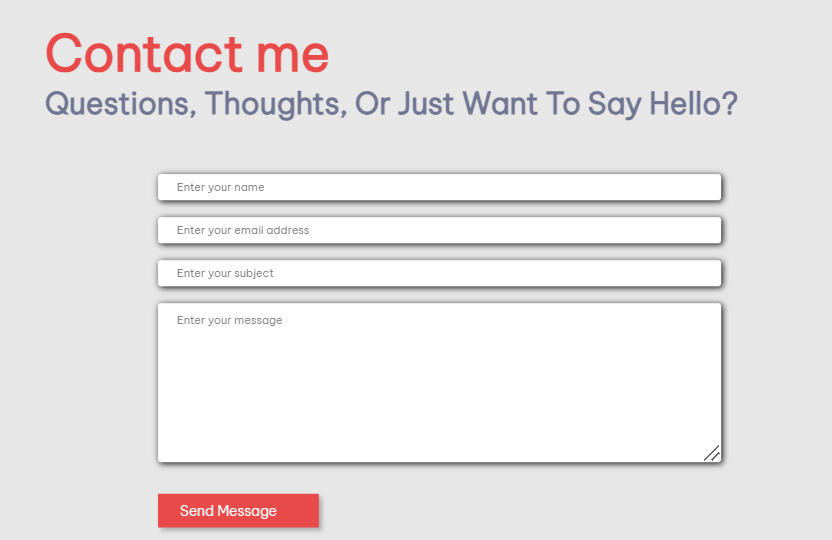 Contact me
Questions, Thoughts, Or Just Want To Say Hello?
Enter your name
Enter your email address
Enter your subject
Enter your message
Send Message